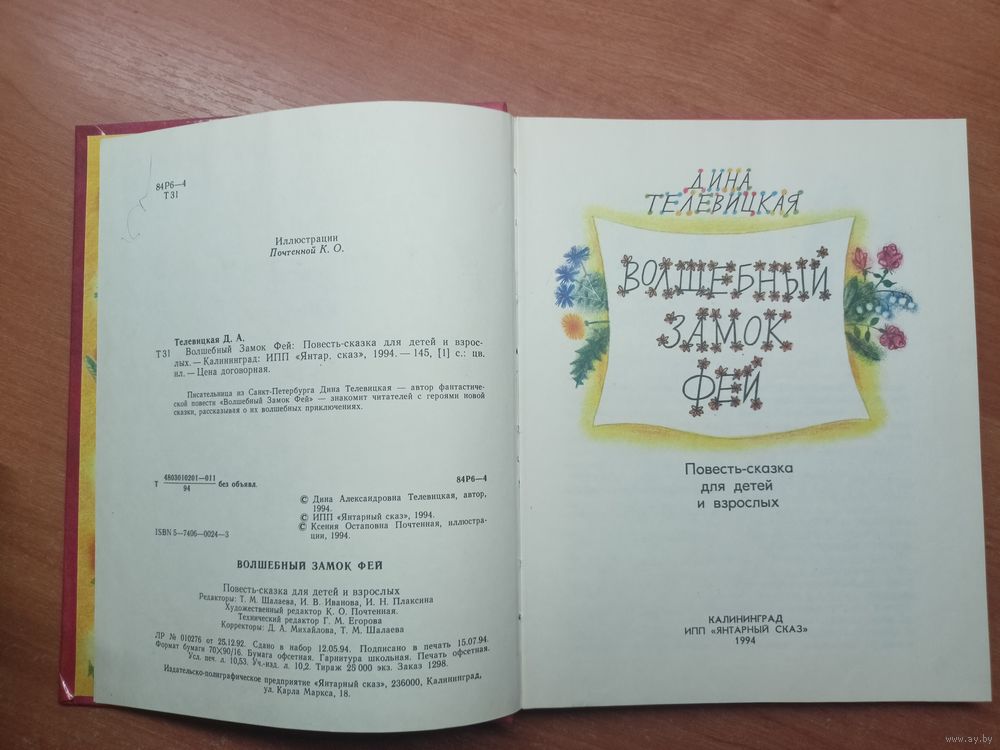 84Р6—4
Т 31
Иллюстрации
Почтенной К. О.
Телевицкая Д. А.
Т 31 Волшебный Замок Фей: Повесть-сказка для детей и взрос-
лых. — Калининград: ИПП «Янтар. сказ», 1994. — 145, [1] с.: цв.
ил. — Цена договорная.
Писательница из Санкт-Петербурга Дина Телевицкая — автор фантастиче-
ской повести «Волшебный Замок Фей» — знакомит читателей с героями новой
сказки, рассказывая о их волшебных приключениях.
Т 4803010201—011 без объявл. 84Р6—4
94
© Дина Александровна Телевицкая, автор,
1994.
© ИПП «Янтарный сказ», 1994.
© Ксения Остаповна Почтенная, иллюстра-
ции, 1994.
ISBN 5—7406—0024—3
ВОЛШЕБНЫЙ ЗАМОК ФЕЙ
Повесть-сказка для детей и взрослых
Редакторы: Т. М. Шалаева, И. В. Иванова, И. Н. Плаксина
Художественный редактор К. О. Почтенная.
Технический редактор Г. М. Егорова
Корректоры: Д. А. Михайлова, Т. М. Шалаева
ЛР № 010276 от 25.12.92. Сдано в набор 12.05.94. Подписано в печать 15.07.94.
Формат бумаги 70×90/16. Бумага офсетная. Гарнитура школьная. Печать офсетная.
Усл. печ. л. 10,53. Уч.-изд. л. 10,2. Тираж 25 000 экз. Заказ 1298.
Издательско-полиграфическое предприятие «Янтарный сказ», 236000, Калининград,
ул. Карла Маркса, 18.
ДИНА
ТЕЛЕВИЦКАЯ
ВОЛШЕБНЫЙ
ЗАМОК
ФЕЙ
Повесть-сказка
для детей
и взрослых
КАЛИНИНГРАД
ИПП «ЯНТАРНЫЙ СКАЗ»
1994
www.ay.by